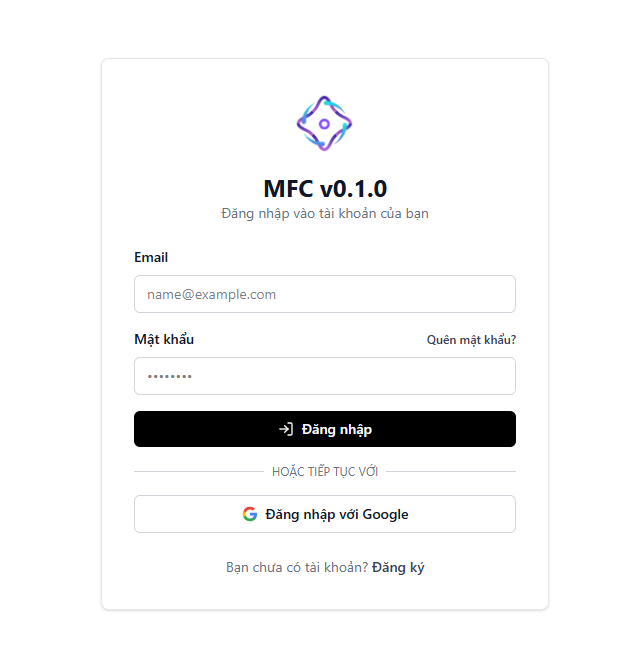 MFC v0.1.0
Đăng nhập vào tài khoản của bạn
Email
name@example.com
Mật khẩu
Quên mật khẩu?
••••••••
Đăng nhập
HOẶC TIẾP TỤC VỚI
Đăng nhập với Google
Bạn chưa có tài khoản? Đăng ký